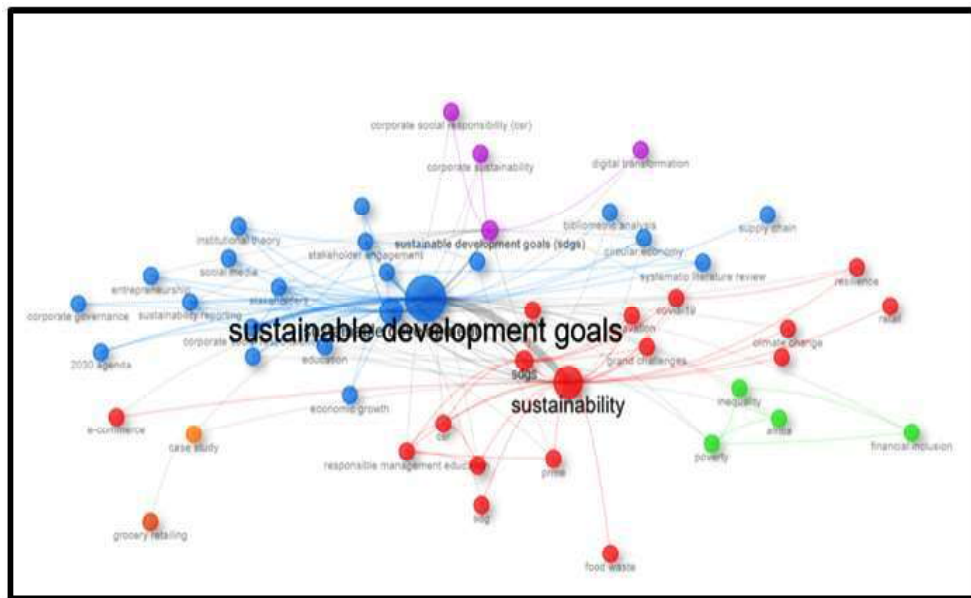 corporate social responsibility (csr)
corporate sustainability
digital transformation
institutional theory
bibliometric analysis
supply chain
stakeholder engagement
sustainable development goals (sdgs)
circular economy
social media
systematic literature review
entrepreneurship
stakeholders
resilience
corporate governance
sustainability reporting
covid19
retail
sustainable development goals
corporate
climate change
2030 agenda
education
grand challenges
sdgs
economic growth
sustainability
inequality
e-commerce
csr
africa
case study
poverty
financial inclusion
responsible management education
prme
sdg
grocery retailing
food waste